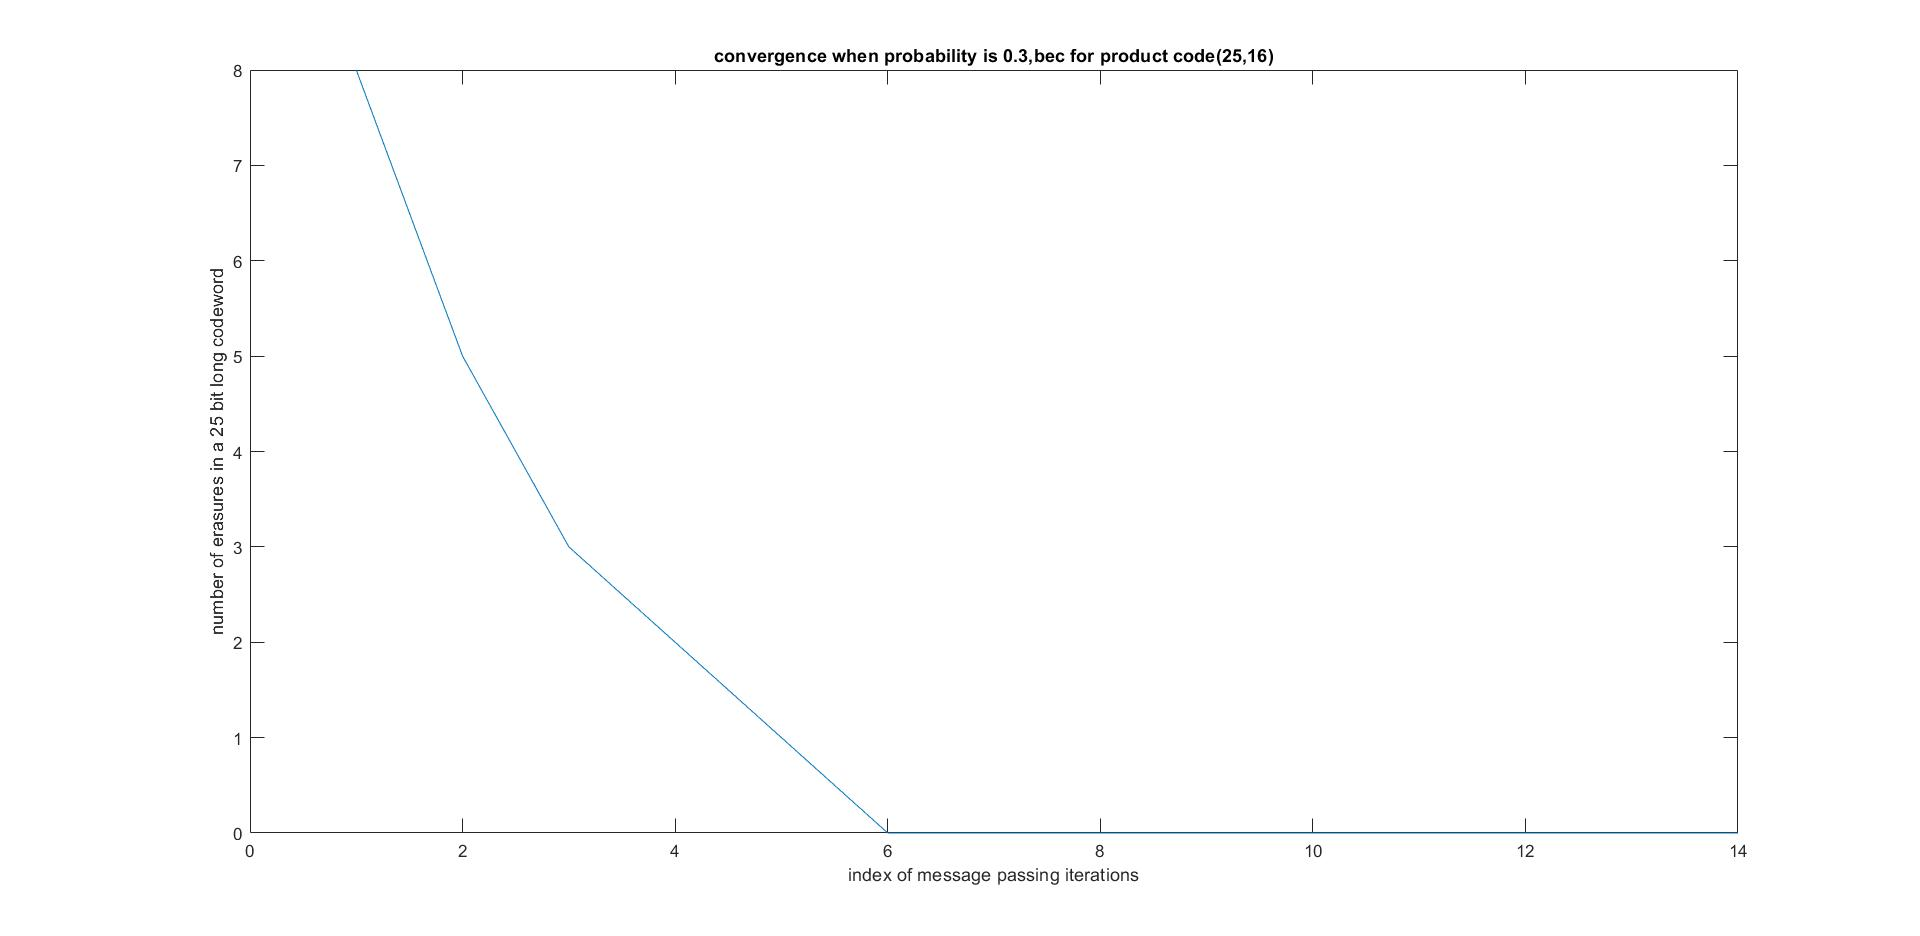 convergence when probability is 0.3,bec for product code(25,16)
8
7
6
5
4
3
2
1
0
number of erasures in a 25 bit long codeword
0 2 4 6 8 10 12 14
index of message passing iterations